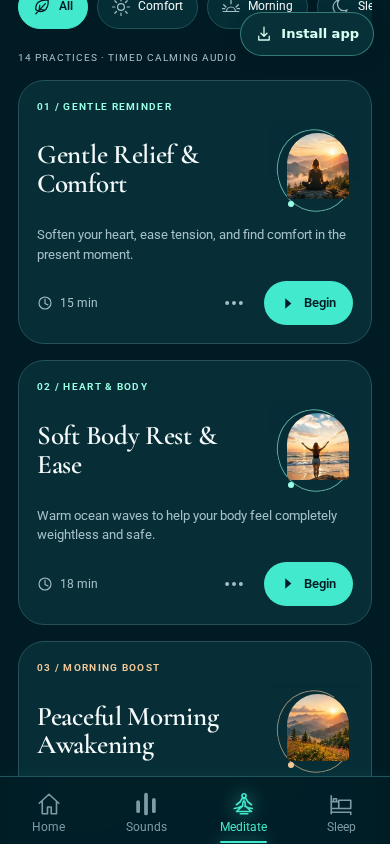 All
Comfort
Morning
Sle
Install app
14 PRACTICES · TIMED CALMING AUDIO
01 / GENTLE REMINDER
Gentle Relief &
Comfort
Soften your heart, ease tension, and find comfort in the
present moment.
15 min
Begin
02 / HEART & BODY
Soft Body Rest &
Ease
Warm ocean waves to help your body feel completely
weightless and safe.
18 min
Begin
03 / MORNING BOOST
Peaceful Morning
Awakening
Home
Sounds
Meditate
Sleep